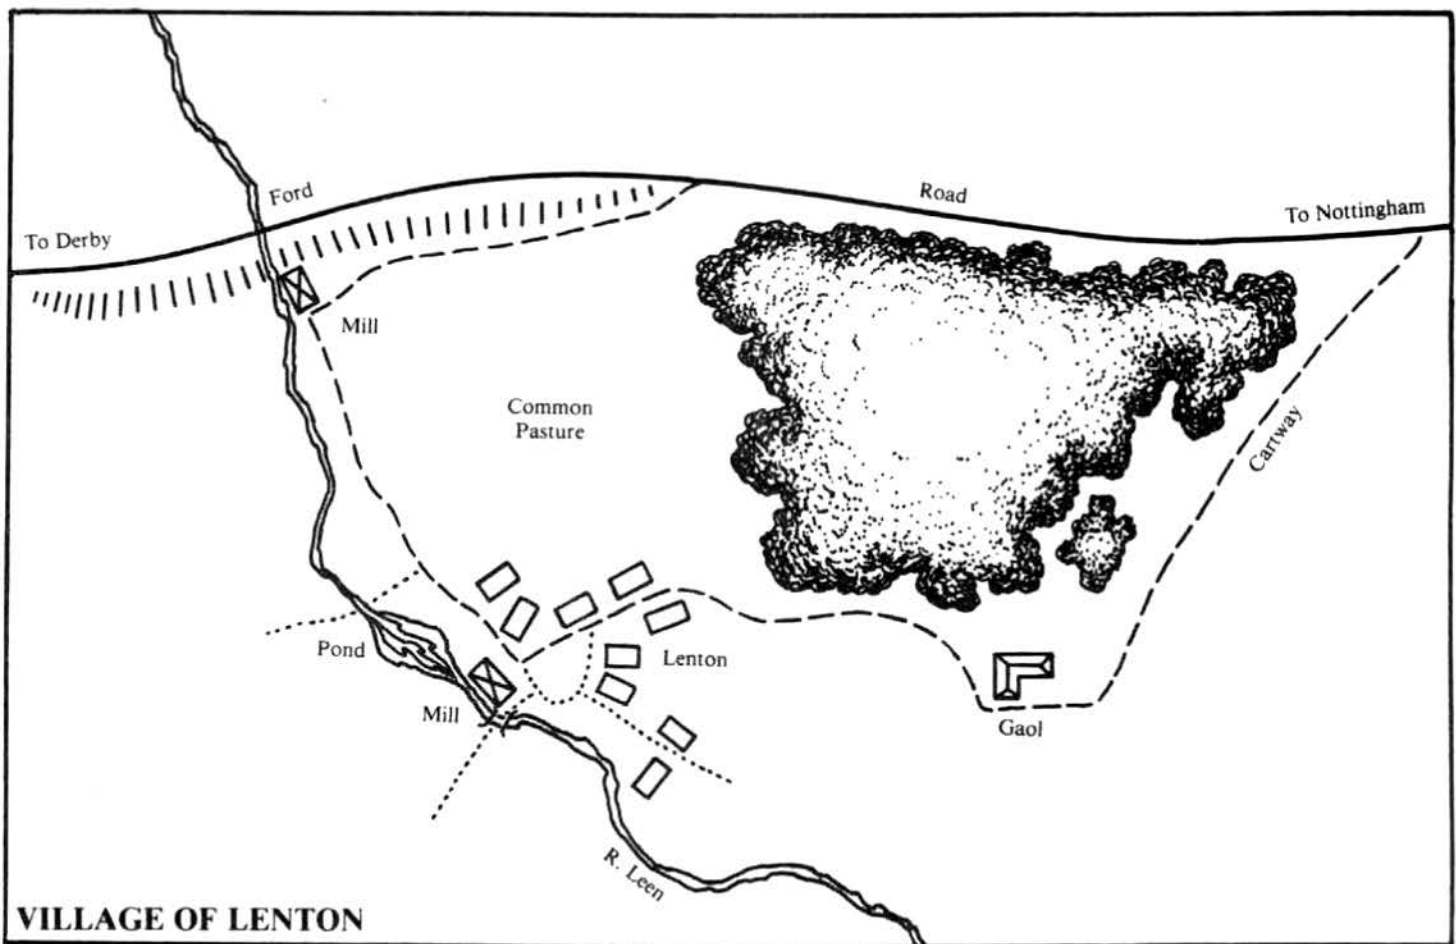 Ford
Road
To Nottingham
To Derby
Mill
Common
Pasture
Cartway
Pond
Lenton
Mill
Gaol
R. Leen
VILLAGE OF LENTON